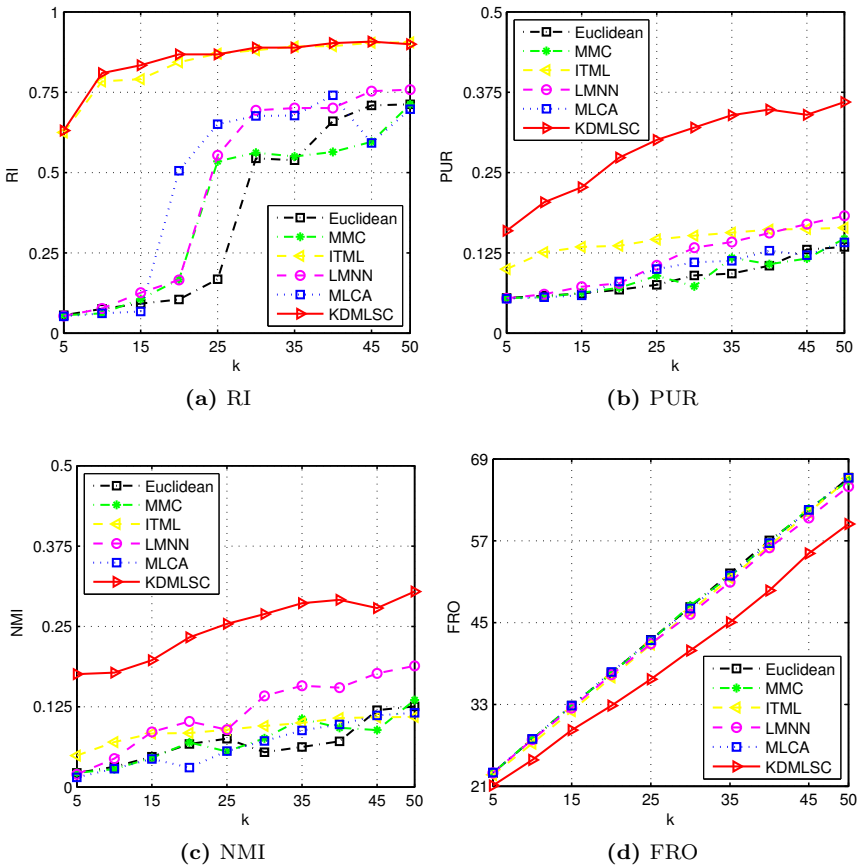 1
0.75
0.5
0.25
0
RI
5 10 15 20 25 30 35 40 45 50
k
Euclidean
MMC
ITML
LMNN
MLCA
KDMLSC
(a) RI
0.5
0.375
0.25
0.125
0
PUR
5 10 15 20 25 30 35 40 45 50
k
Euclidean
MMC
ITML
LMNN
MLCA
KDMLSC
(b) PUR
0.5
0.375
0.25
0.125
0
NMI
5 10 15 20 25 30 35 40 45 50
k
Euclidean
MMC
ITML
LMNN
MLCA
KDMLSC
(c) NMI
69
57
45
33
21
FRO
5 10 15 20 25 30 35 40 45 50
k
Euclidean
MMC
ITML
LMNN
MLCA
KDMLSC
(d) FRO